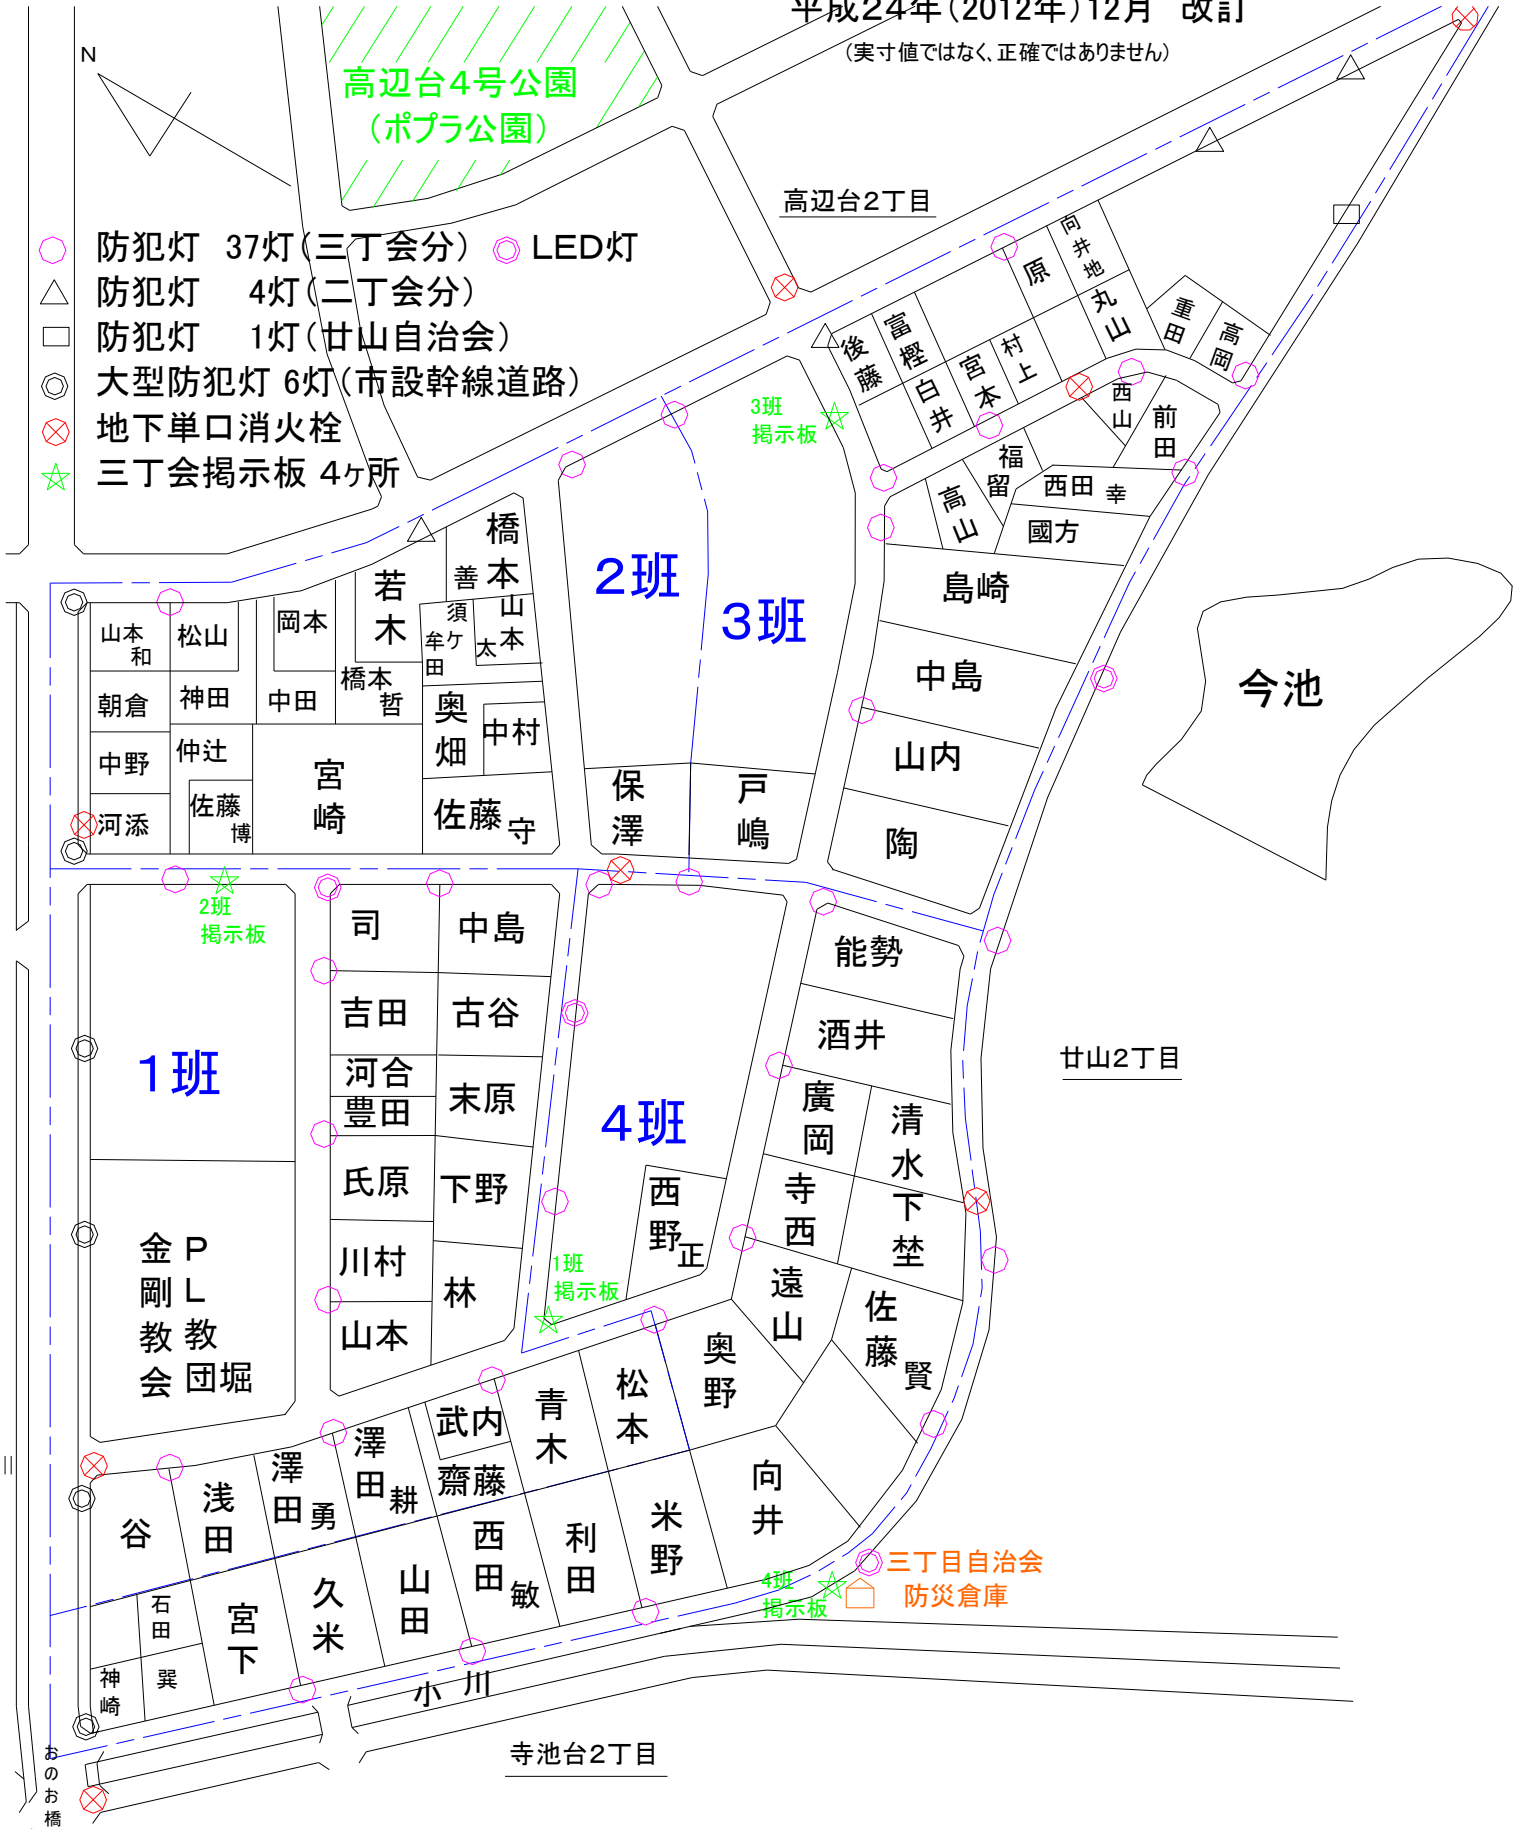 平成24年(2012年)12月 改訂
(実寸値ではなく、正確ではありません)
N
高辺台4号公園
(ポプラ公園)
高辺台2丁目
防犯灯 37灯(三丁会分) LED灯
防犯灯 4灯(二丁会分)
防犯灯 1灯(廿山自治会)
大型防犯灯 6灯(市設幹線道路)
地下単口消火栓
三丁会掲示板 4ヶ所
向井地
原
丸山
重田
高岡
後藤
富樫
白井
宮本
村上
西山
前田
3班
掲示板
福留
高山
西田 幸
國方
島崎
中島
山内
陶
今池
2班
3班
橋本 善
若木
岡本
松山
山本 和
須ケ牟田
山本 太
橋本 哲
中田
神田
朝倉
奥畑
中村
中野
仲辻
宮崎
佐藤 博
河添
佐藤 守
保澤
戸嶋
2班
掲示板
司
中島
吉田
古谷
河合
豊田
末原
氏原
下野
川村
林
山本
1班
4班
能勢
酒井
廣岡
清水
寺西
下埜
遠山
佐藤 賢
西野 正
廿山2丁目
1班
掲示板
PL教団堀
金剛教会
奥野
松本
青木
武内
齋藤
澤田 耕
澤田 勇
浅田
谷
向井
米野
利田
西田 敏
山田
久米
宮下
石田
巽
神崎
4班
掲示板
三丁目自治会
防災倉庫
小川
寺池台2丁目
おのお橋